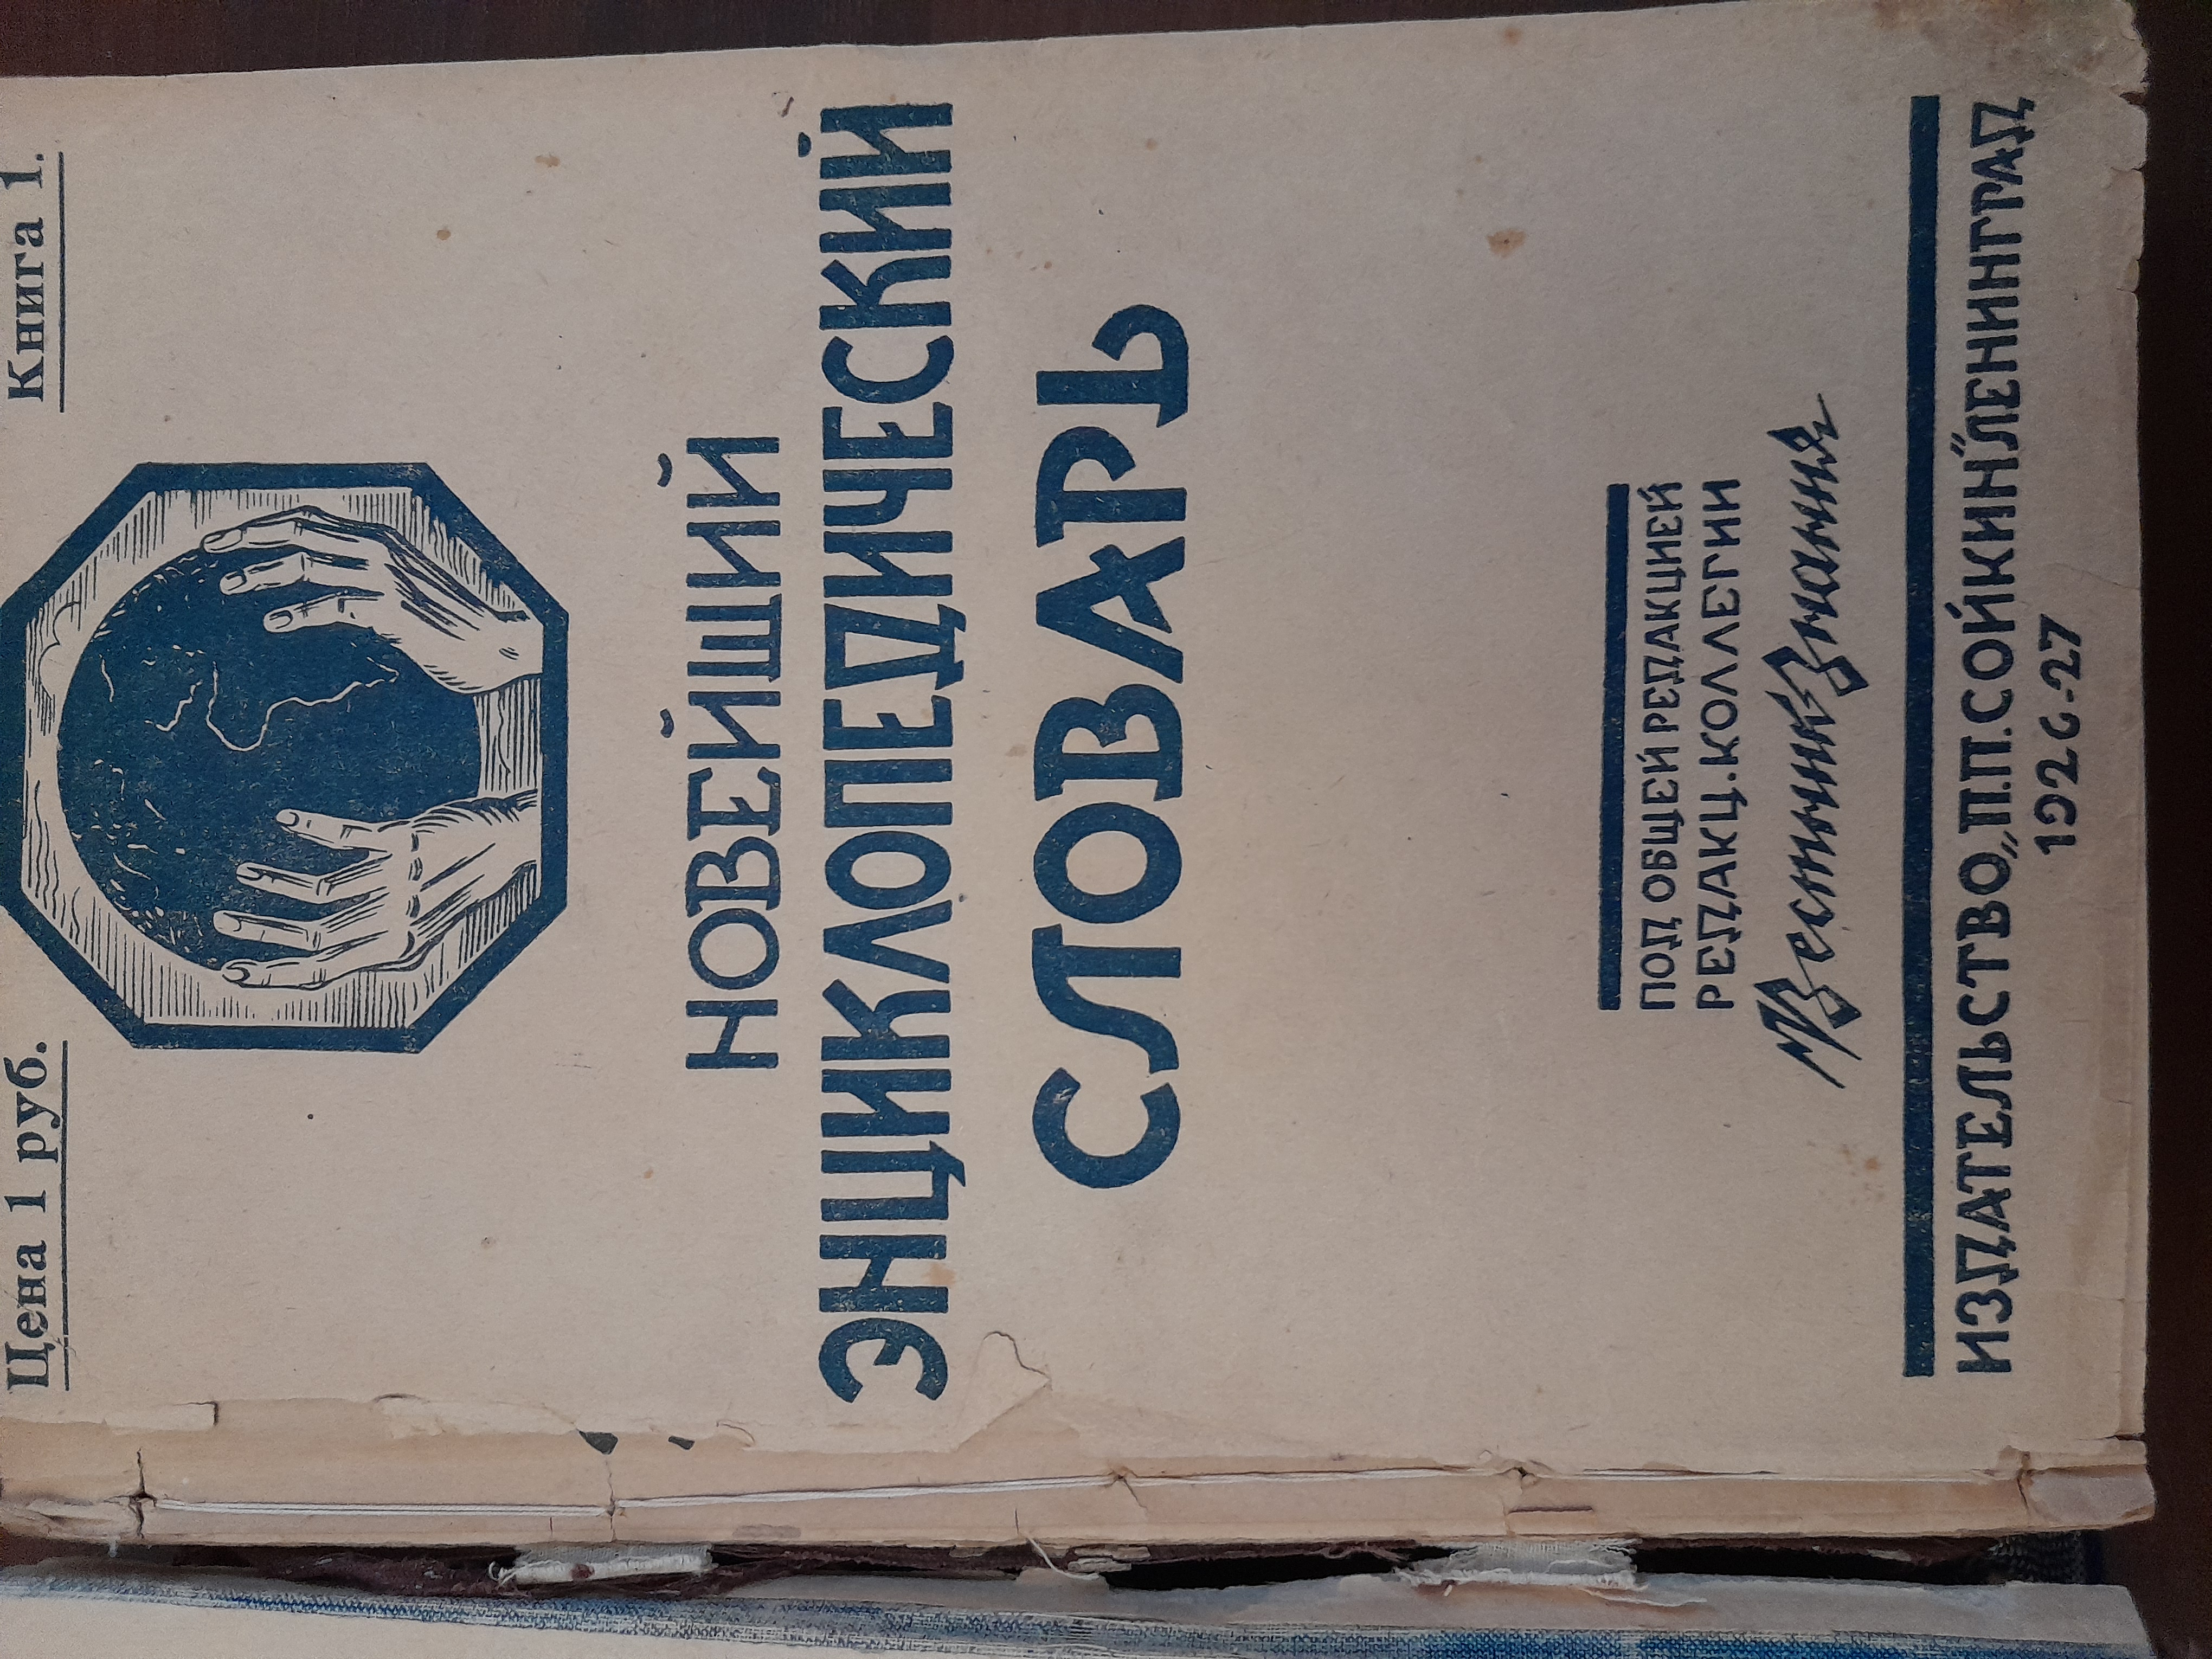 Цена 1 руб.
Книга 1.
НОВЕЙШИЙ
ЭНЦИКЛОПЕДИЧЕСКИЙ
СЛОВАРЬ
ПОД ОБЩЕЙ РЕДАКЦИЕЙ
РЕДАКЦ. КОЛЛЕГИИ
Вестник Знания
ИЗДАТЕЛЬСТВО „П.П. СОЙКИН" ЛЕНИНГРАД
1926-27